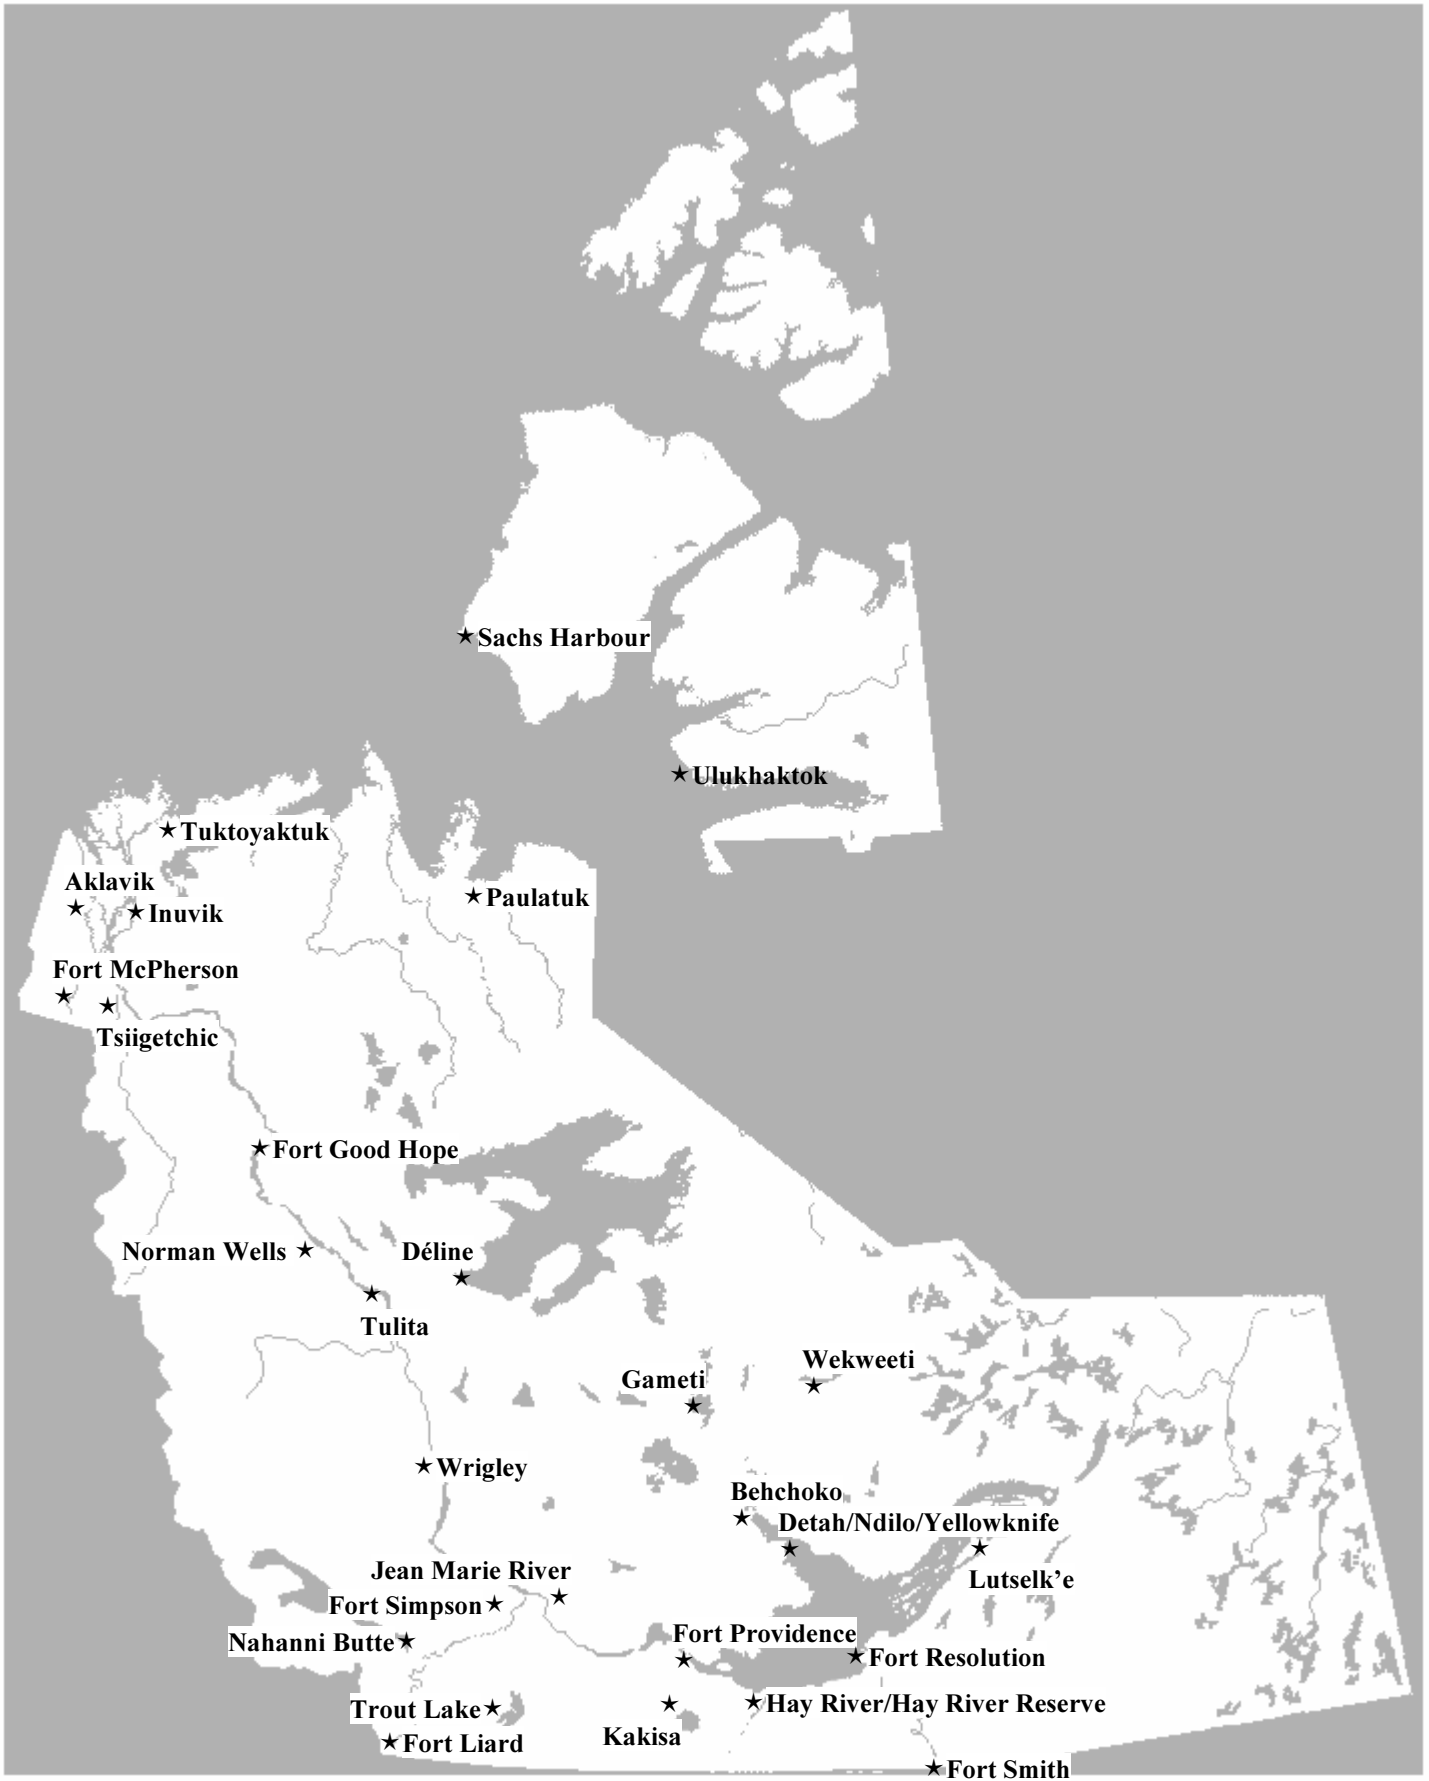 Sachs Harbour
Ulukhaktok
Tuktoyaktuk
Aklavik
Paulatuk
Inuvik
Fort McPherson
Tsiigetchic
Fort Good Hope
Norman Wells
Déline
Tulita
Wekweeti
Gameti
Wrigley
Behchoko
Detah/Ndilo/Yellowknife
Jean Marie River
Lutselk’e
Fort Simpson
Fort Providence
Nahanni Butte
Fort Resolution
Hay River/Hay River Reserve
Trout Lake
Kakisa
Fort Liard
Fort Smith